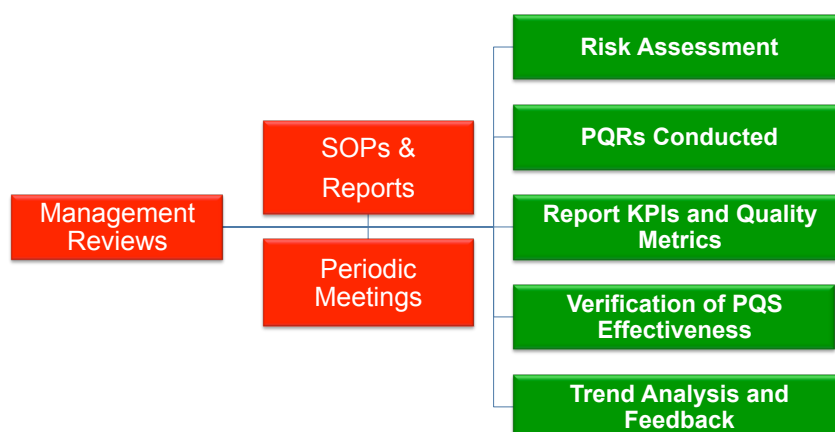 Management
Reviews
SOPs &
Reports
Periodic
Meetings
Risk Assessment
PQRs Conducted
Report KPIs and Quality
Metrics
Verification of PQS
Effectiveness
Trend Analysis and
Feedback